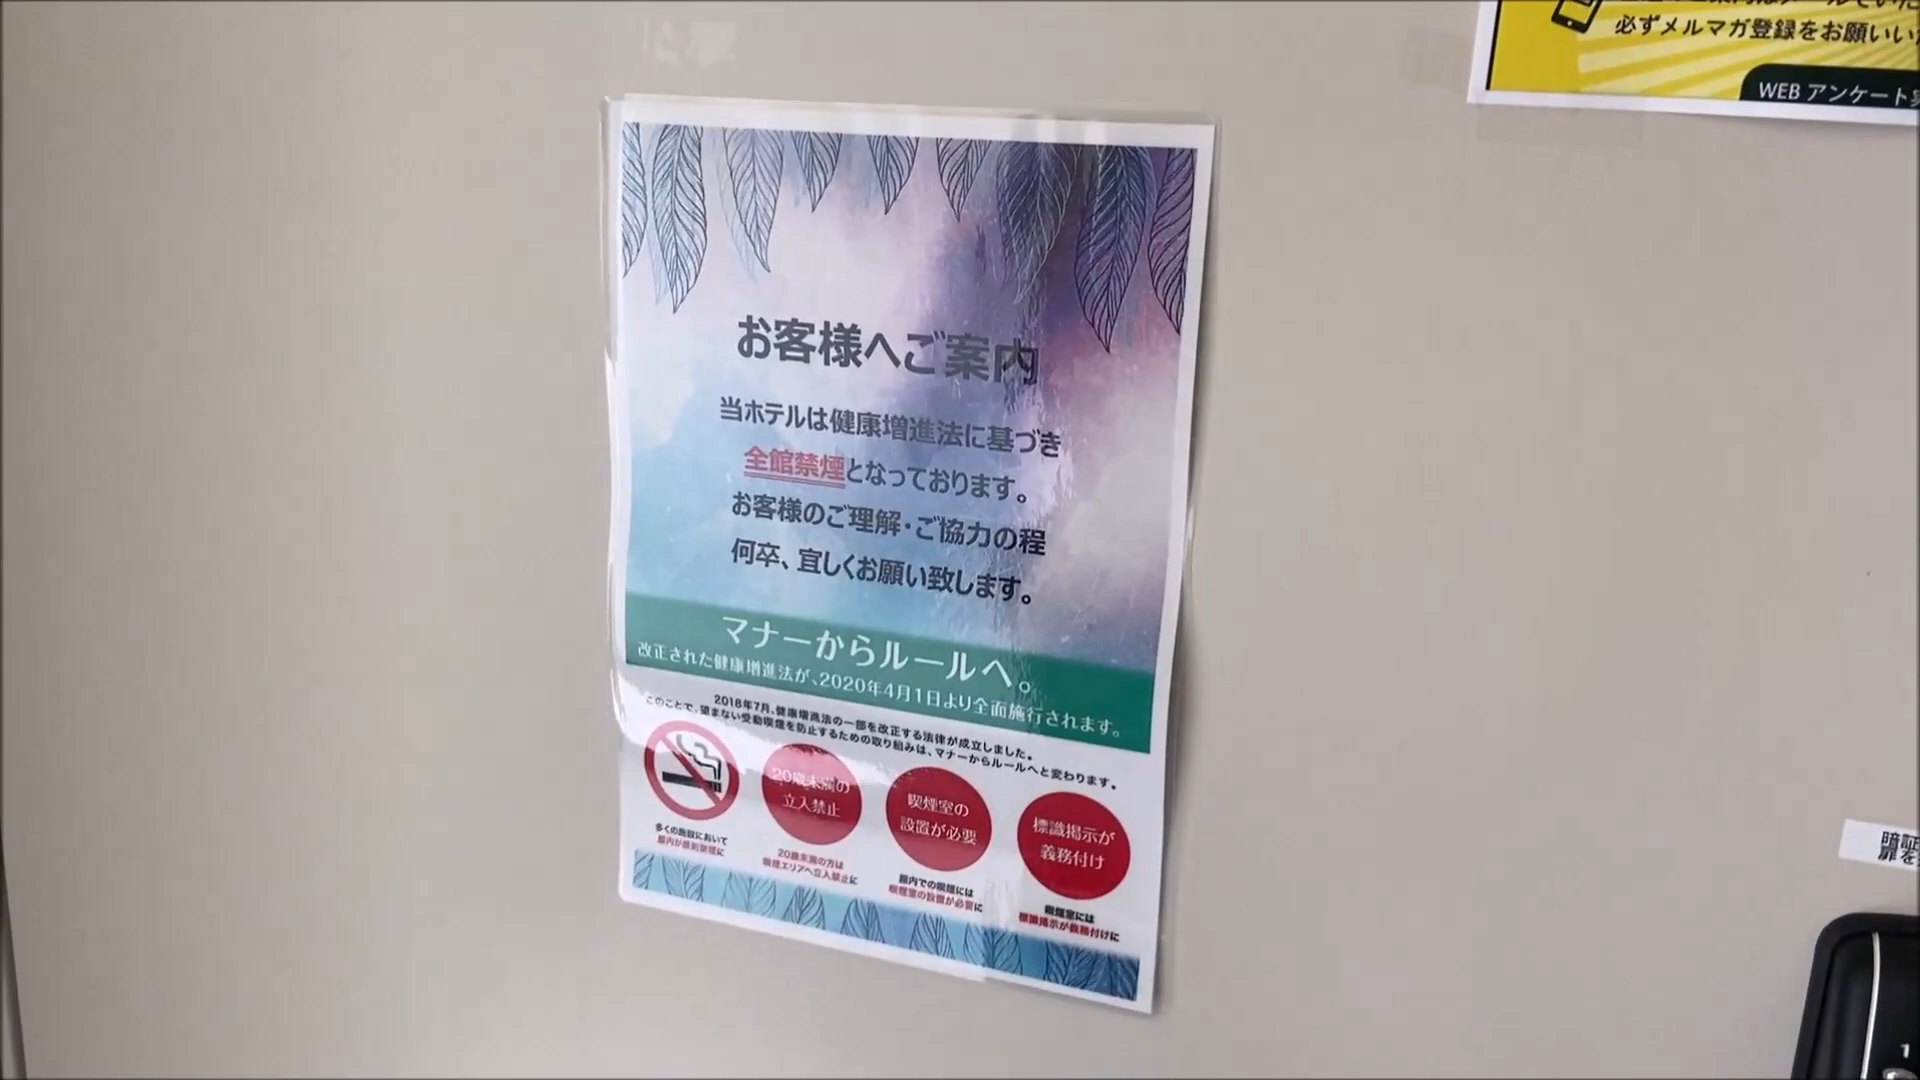 お客様へご案内
当ホテルは健康増進法に基づき
全館禁煙となっております。
お客様のご理解・ご協力の程
何卒、宜しくお願い致します。
マナーからルールへ。
改正された健康増進法が、2020年4月1日より全面施行されます。
2018年7月、健康増進法の一部を改正する法律が成立しました。
このことで、望まない受動喫煙を防止するための取り組みは、マナーからルールへと変わります。
20歳未満の
立入禁止
喫煙室の
設置が必要
標識掲示が
義務付け
多くの施設において
屋内が原則禁煙に
20歳未満の方は
喫煙エリアへ立入禁止に
屋内での喫煙には
喫煙室の設置が必要に
喫煙室には
標識掲示が義務付けに
必ずメルマガ登録をお願いい
WEB アンケート
暗証
扉を
1